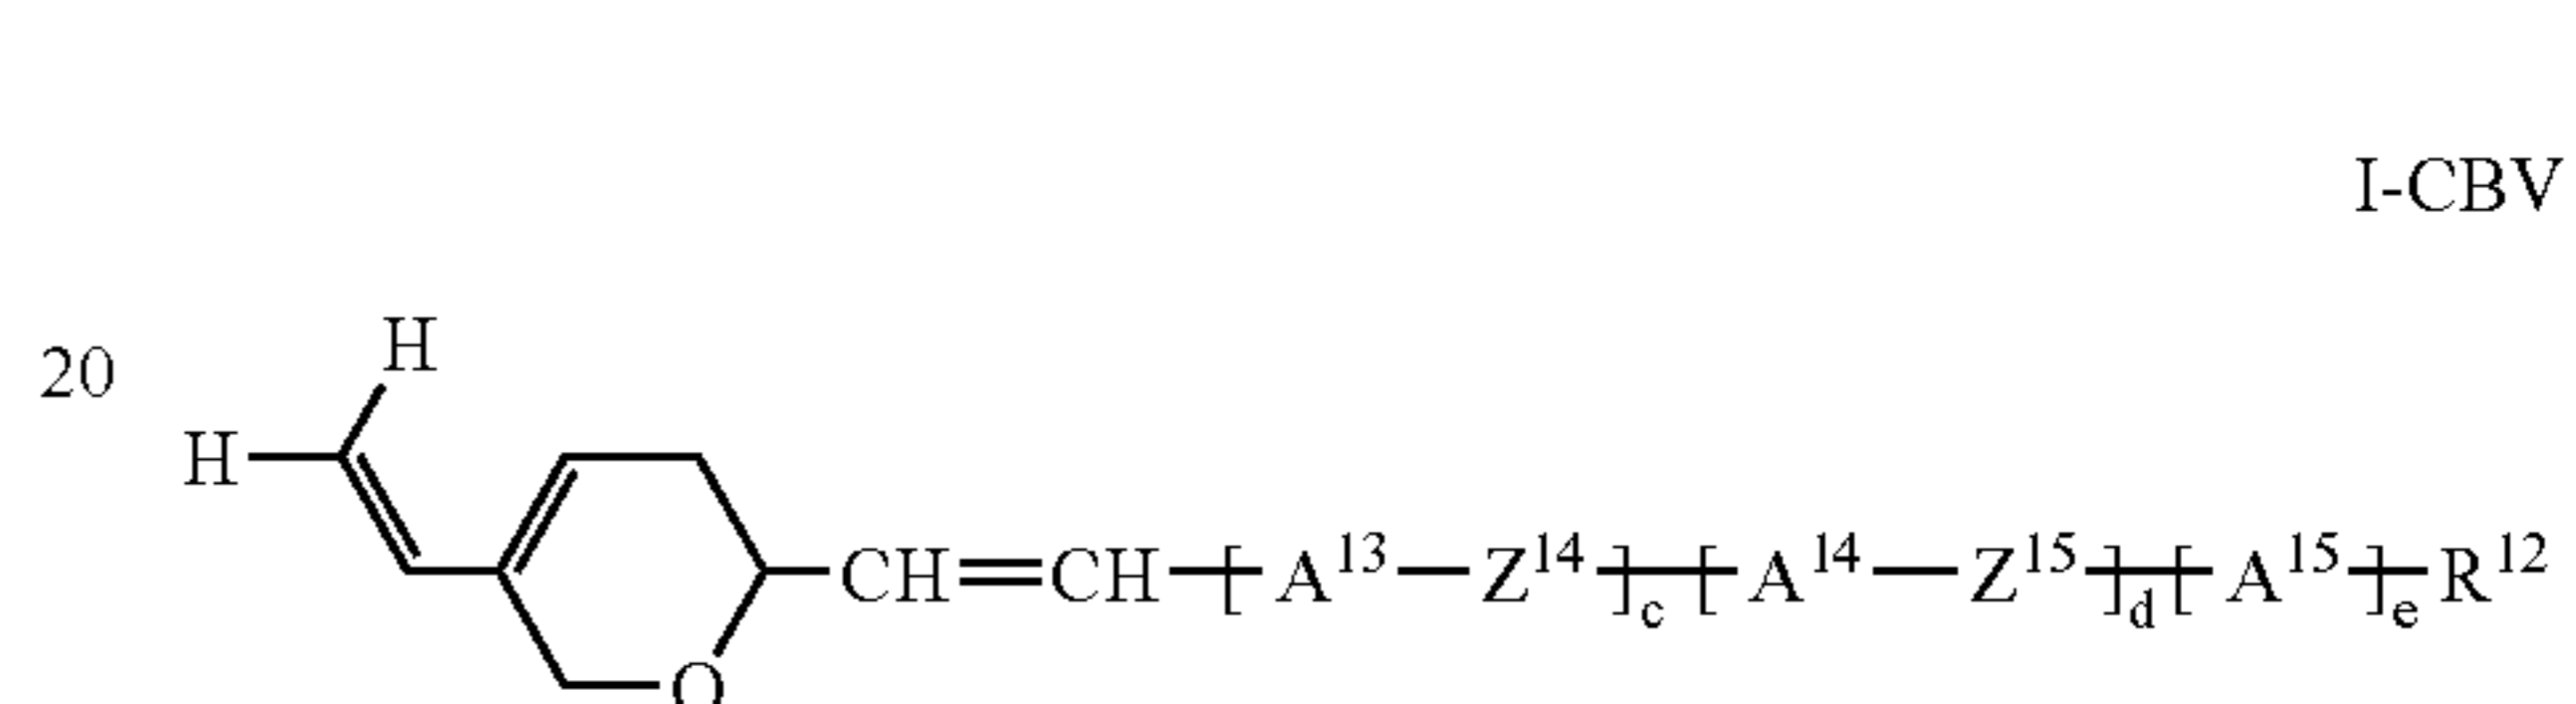 I-CBV
20
H
H
CH=CH-[A¹³-Z¹⁴]c[A¹⁴-Z¹⁵]d[A¹⁵]e-R¹²
O